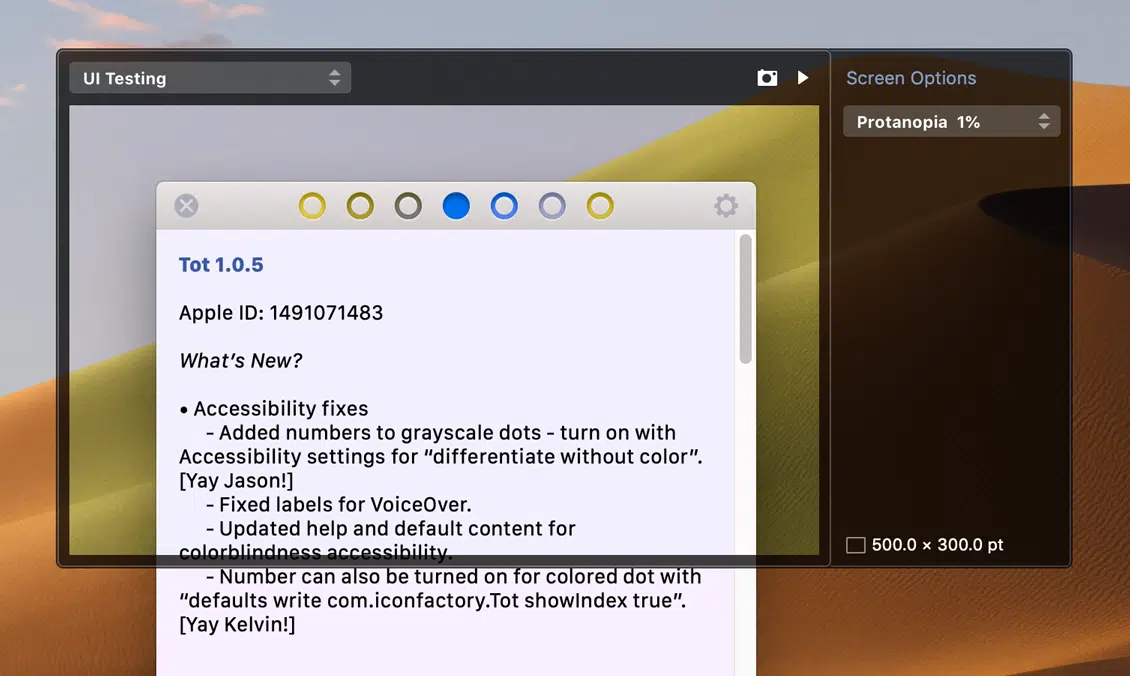 UI Testing
Screen Options
Protanopia 1%
Tot 1.0.5
Apple ID: 1491071483
What's New?
• Accessibility fixes
- Added numbers to grayscale dots - turn on with
Accessibility settings for “differentiate without color”.
[Yay Jason!]
- Fixed labels for VoiceOver.
- Updated help and default content for
colorblindness accessibility.
500.0 × 300.0 pt
- Number can also be turned on for colored dot with
“defaults write com.iconfactory.Tot showIndex true”.
[Yay Kelvin!]